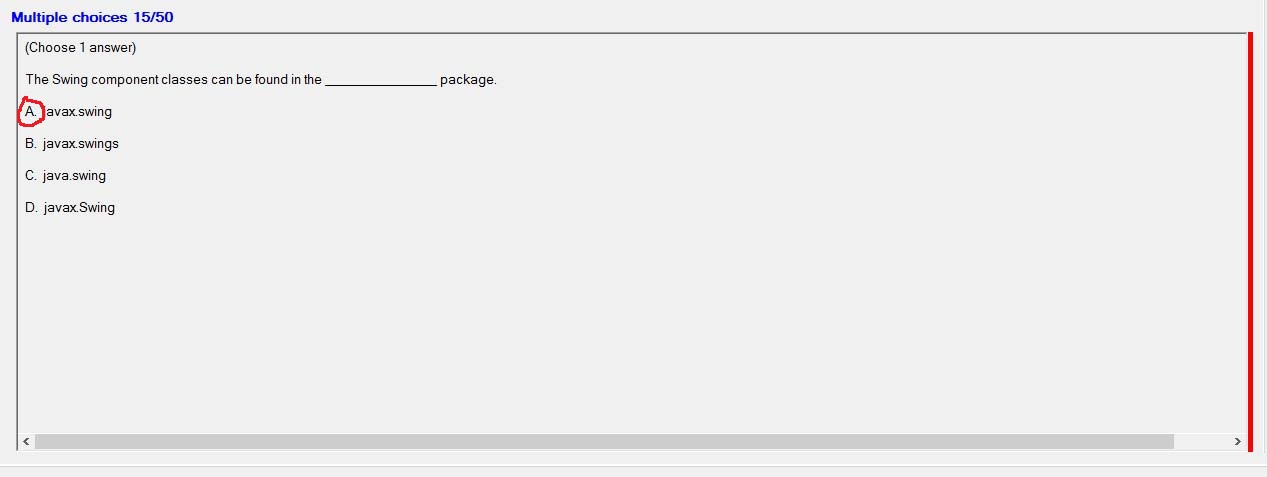 Multiple choices 15/50
(Choose 1 answer)
The Swing component classes can be found in the ________________ package.
A. javax.swing
B. javax.swings
C. java.swing
D. javax.Swing